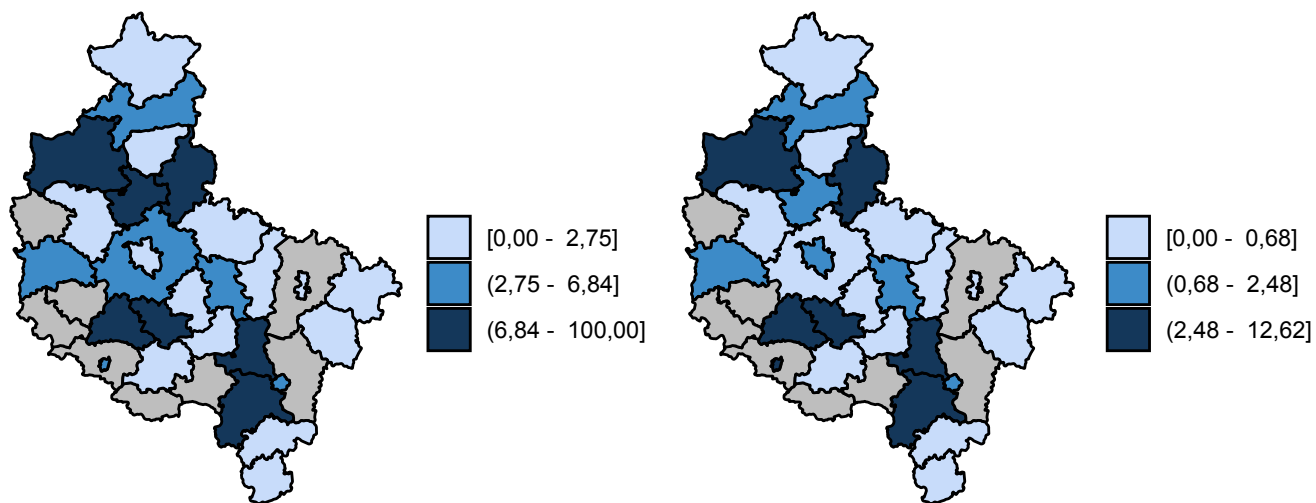 [0,00 - 2,75]
(2,75 - 6,84]
(6,84 - 100,00]
[0,00 - 0,68]
(0,68 - 2,48]
(2,48 - 12,62]